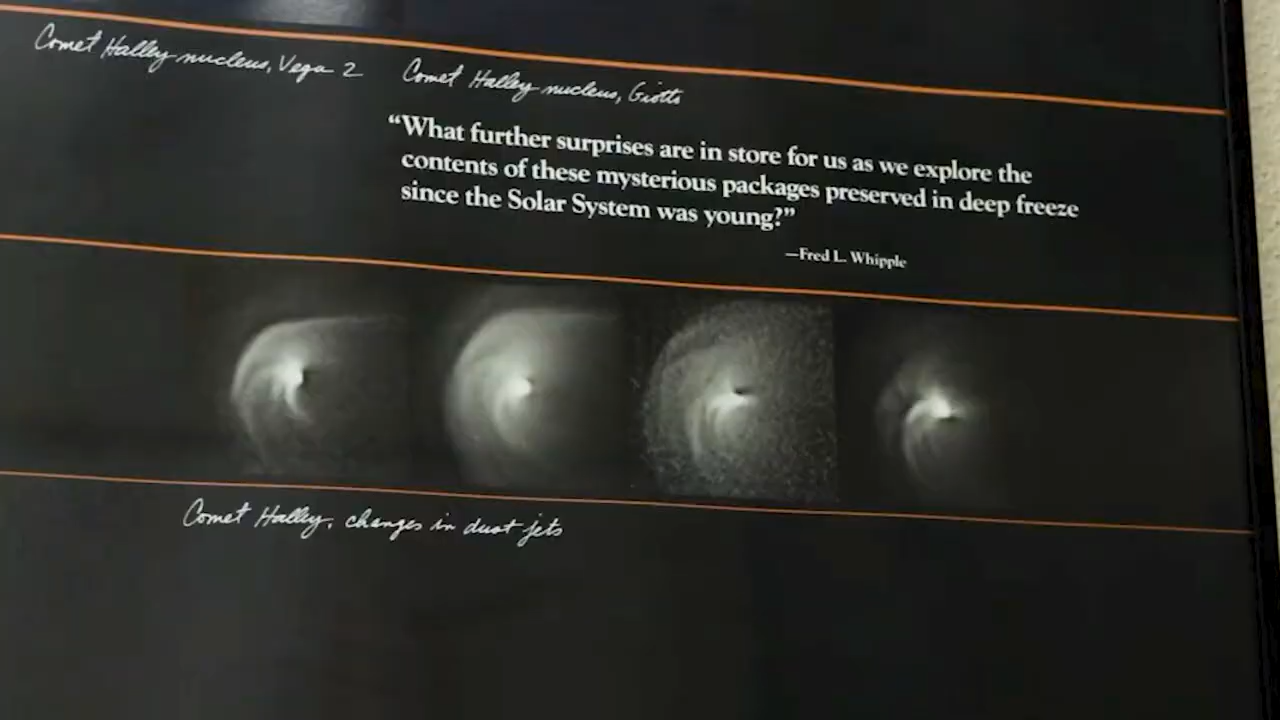 Comet Halley nucleus, Vega 2
Comet Halley nucleus, Giotto
“What further surprises are in store for us as we explore the
contents of these mysterious packages preserved in deep freeze
since the Solar System was young?”
—Fred L. Whipple
Comet Halley, changes in dust jets